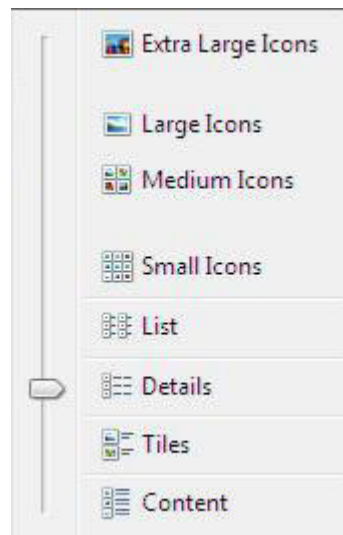 Extra Large Icons
Large Icons
Medium Icons
Small Icons
List
Details
Tiles
Content